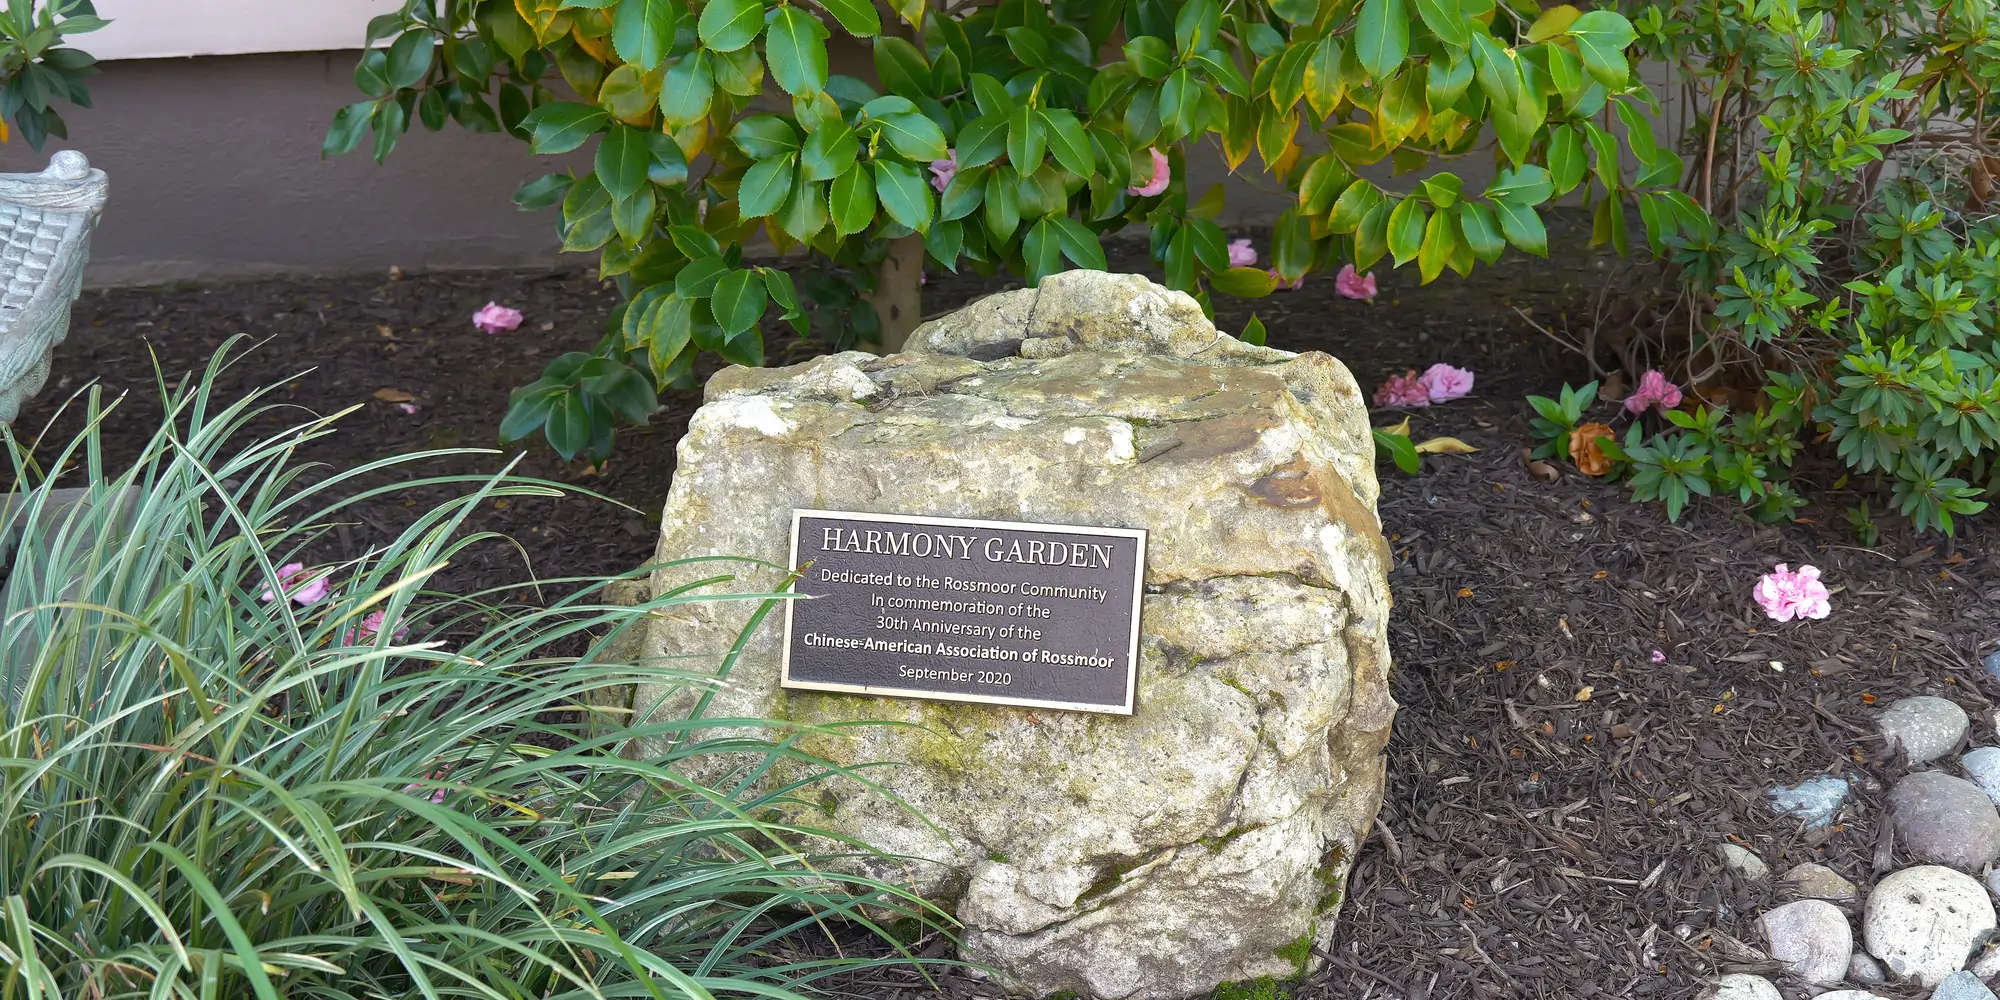 HARMONY GARDEN
Dedicated to the Rossmoor Community
In commemoration of the
30th Anniversary of the
Chinese-American Association of Rossmoor
September 2020